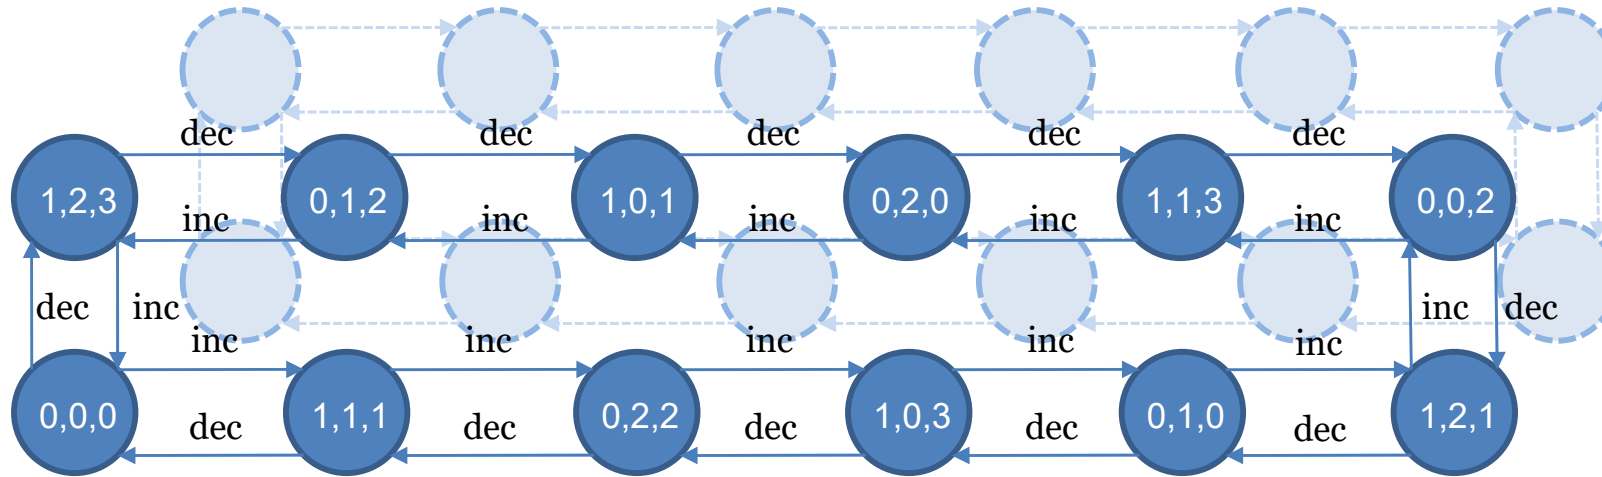 dec dec dec dec dec
1,2,3 0,1,2 1,0,1 0,2,0 1,1,3 0,0,2
inc inc inc inc inc
dec inc inc dec
inc inc inc inc inc
0,0,0 1,1,1 0,2,2 1,0,3 0,1,0 1,2,1
dec dec dec dec dec